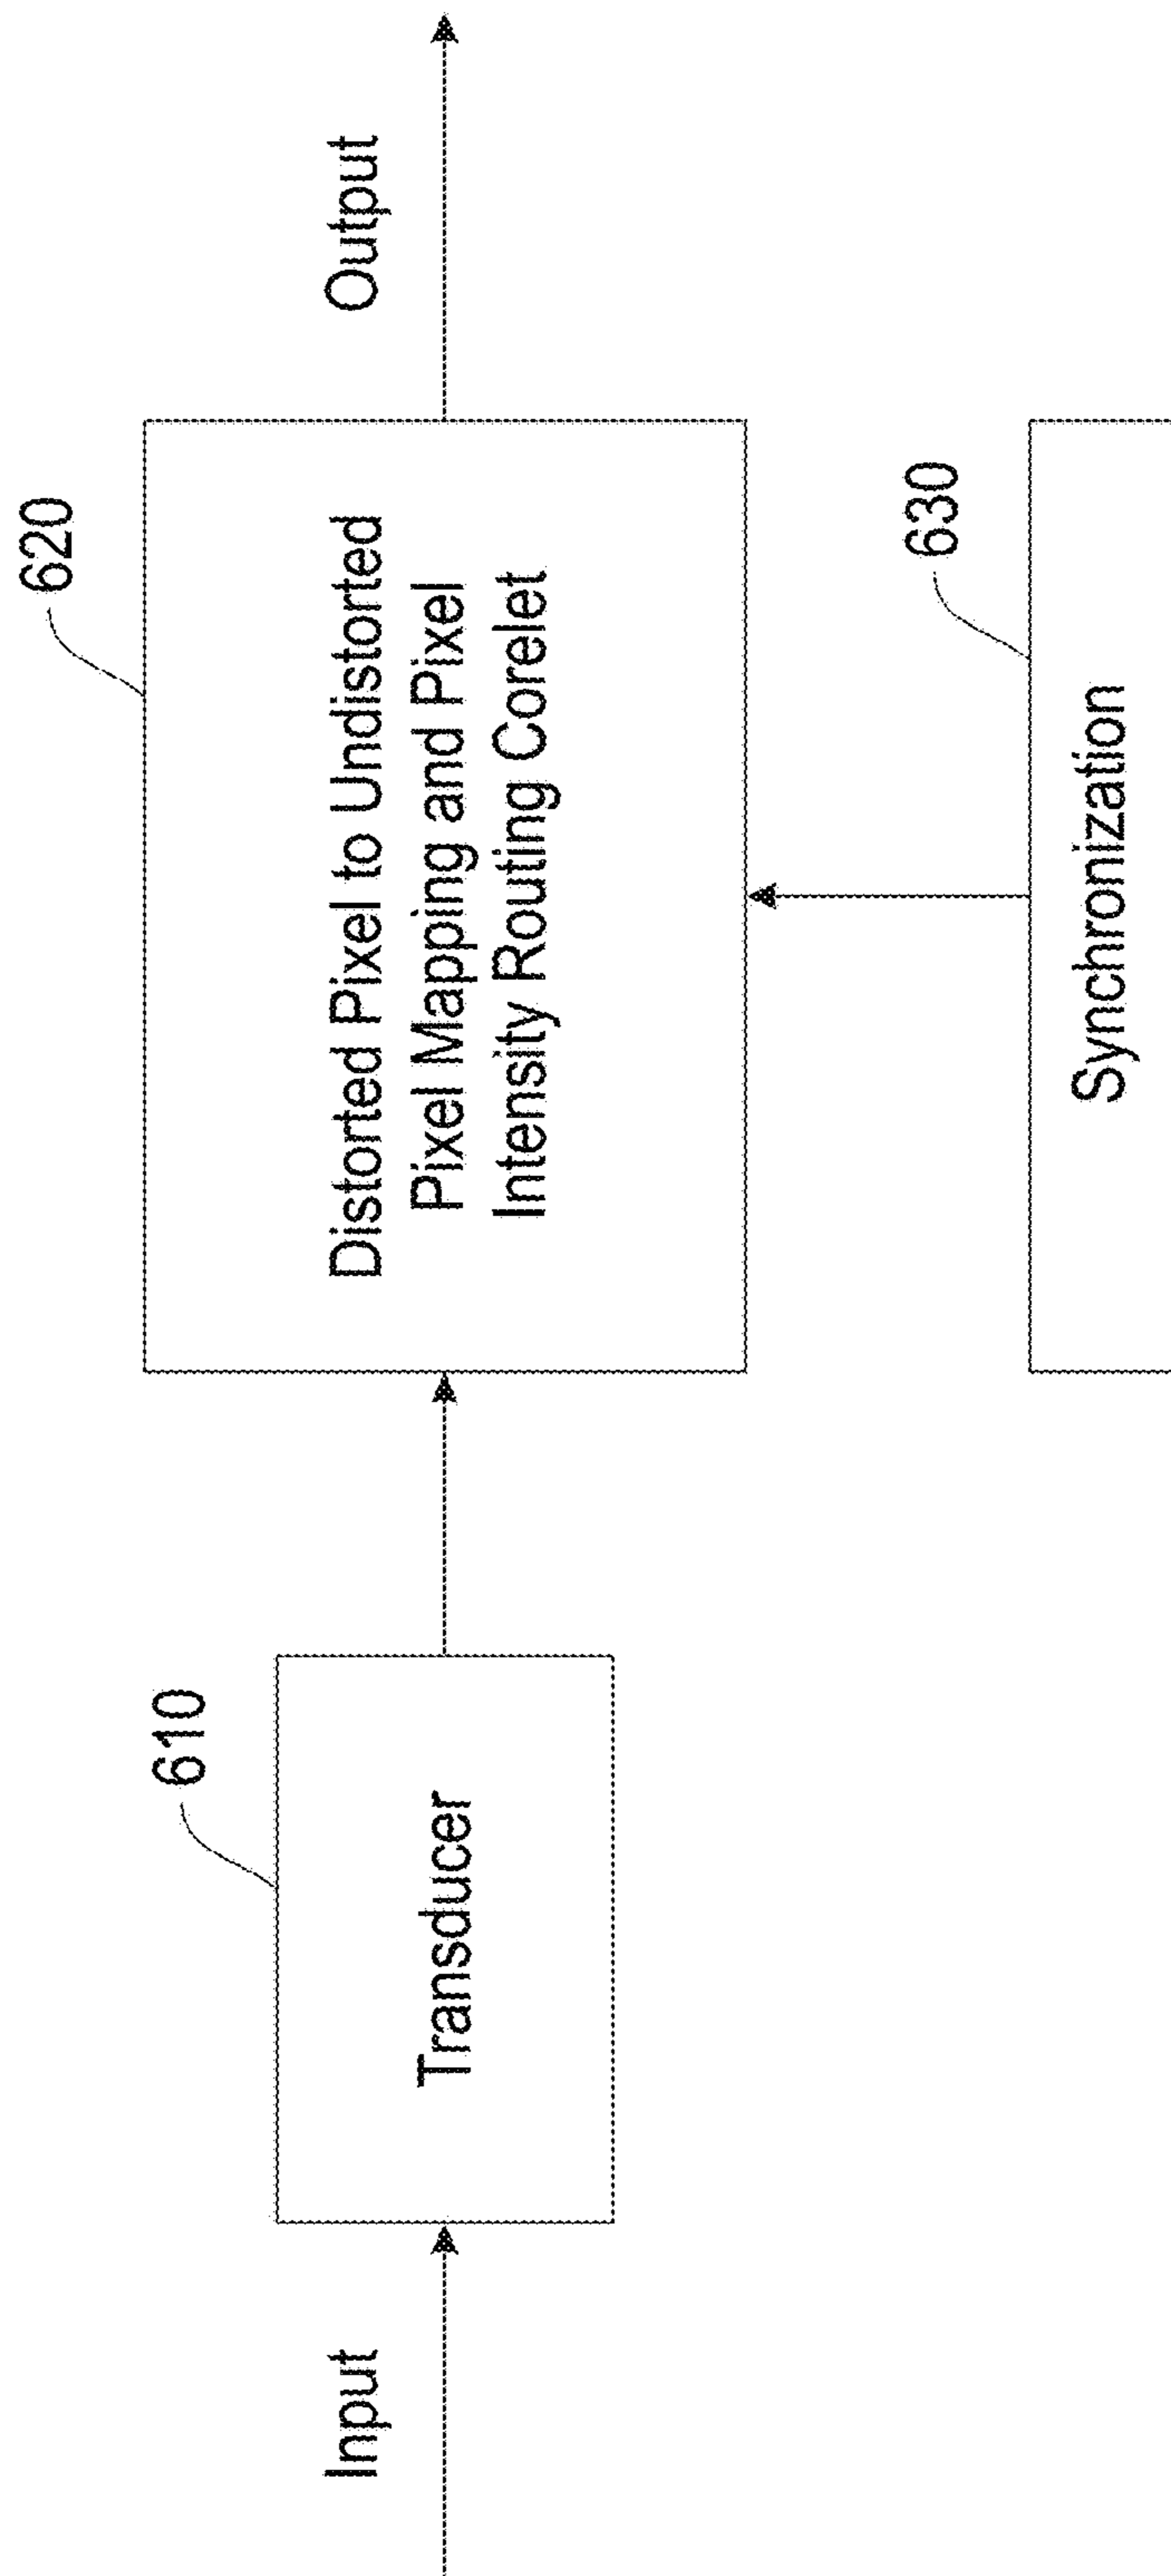 Input
610
Transducer
620
Distorted Pixel to Undistorted
Pixel Mapping and Pixel
Intensity Routing Corelet
Output
630
Synchronization